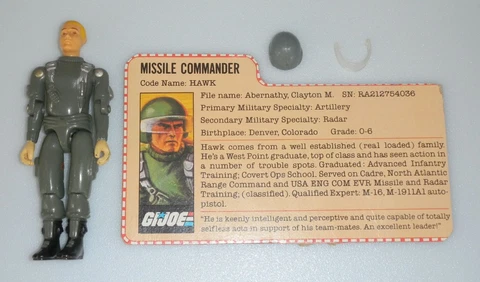 MISSILE COMMANDER
Code Name: HAWK
File name: Abernathy, Clayton M. SN: RA212754036
Primary Military Specialty: Artillery
Secondary Military Specialty: Radar
Birthplace: Denver, Colorado Grade: 0-6
Hawk comes from a well established (real loaded) family.
He's a West Point graduate, top of class and has seen action in
a number of trouble spots. Graduated: Advanced Infantry
Training; Covert Ops School. Served on Cadre, North Atlantic
Range Command and USA ENG COM EVR Missile and Radar
Training; (classified). Qualified Expert: M-16, M-1911A1 auto-
pistol.
"He is keenly intelligent and perceptive and quite capable of totally
selfless acts in support of his team-mates. An excellent leader!"
G.I. JOE